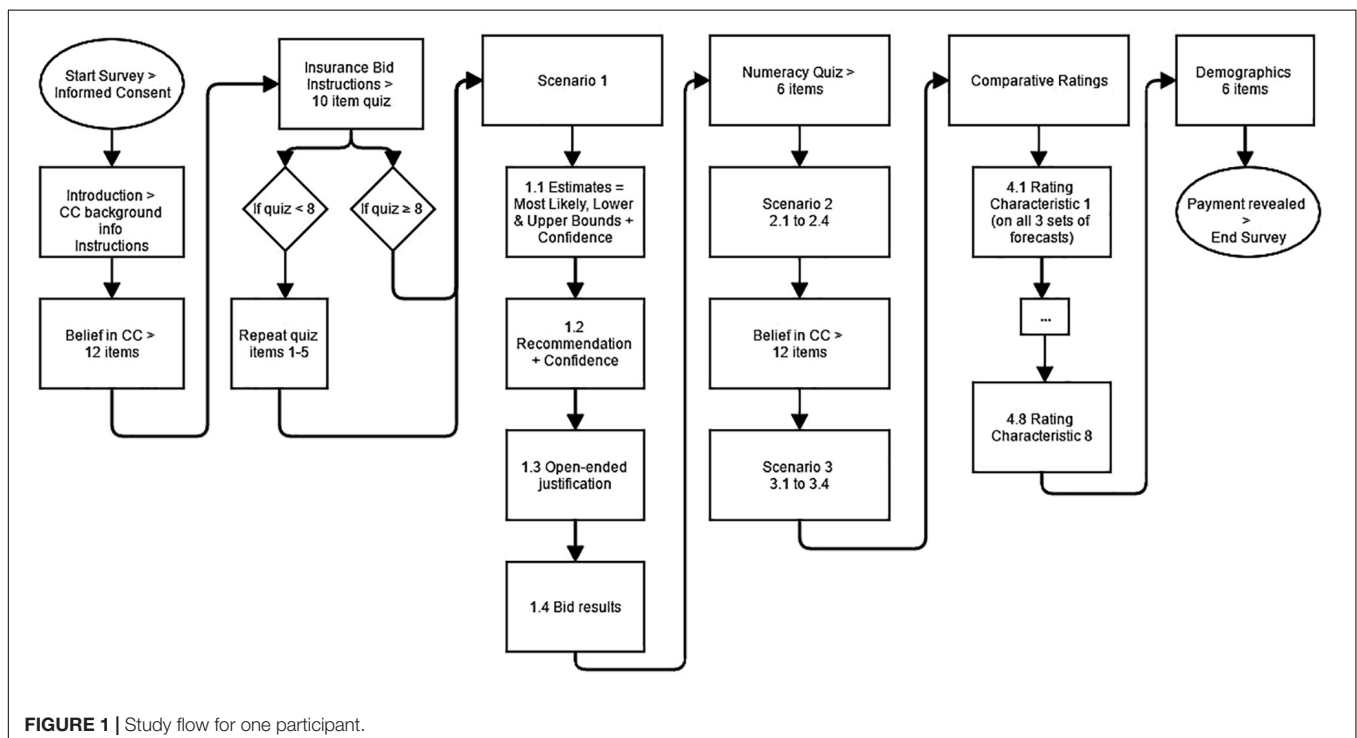 Start Survey >
Informed Consent
Introduction >
CC background
info
Instructions
Belief in CC >
12 items
Insurance Bid
Instructions >
10 item quiz
If quiz < 8
If quiz ≥ 8
Repeat quiz
items 1-5
Scenario 1
1.1 Estimates =
Most Likely, Lower
& Upper Bounds +
Confidence
1.2
Recommendation
+ Confidence
1.3 Open-ended
justification
1.4 Bid results
Numeracy Quiz >
6 items
Scenario 2
2.1 to 2.4
Belief in CC >
12 items
Scenario 3
3.1 to 3.4
Comparative Ratings
4.1 Rating
Characteristic 1
(on all 3 sets of
forecasts)
...
4.8 Rating
Characteristic 8
Demographics
6 items
Payment revealed
>
End Survey
FIGURE 1 | Study flow for one participant.